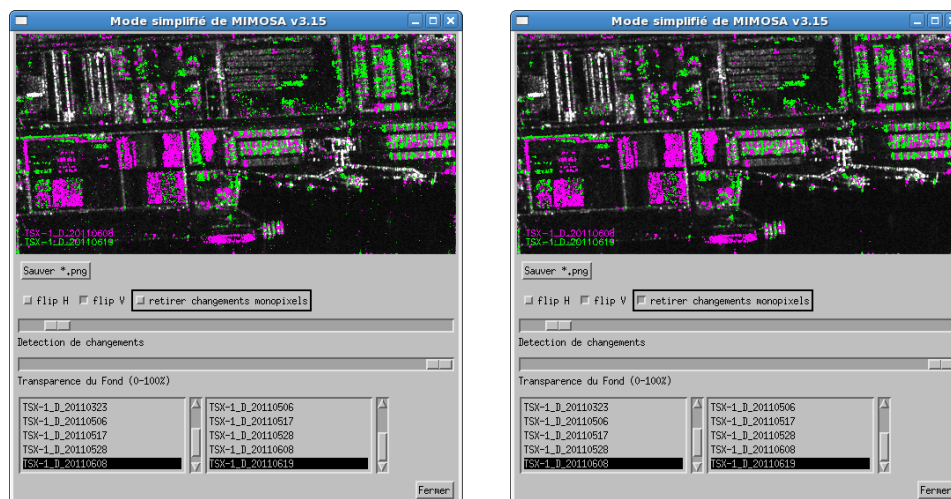 Mode simplifié de MIMOSA v3.15
TSX-1_D_20110608
TSX-1_D_20110619
Sauver *.png
flip H flip V retirer changements monopixels
Detection de changements
Transparence du Fond (0-100%)
TSX-1_D_20110323 TSX-1_D_20110506
TSX-1_D_20110506 TSX-1_D_20110517
TSX-1_D_20110517 TSX-1_D_20110528
TSX-1_D_20110528 TSX-1_D_20110608
TSX-1_D_20110608 TSX-1_D_20110619
Fermer
Mode simplifié de MIMOSA v3.15
TSX-1_D_20110608
TSX-1_D_20110619
Sauver *.png
flip H flip V retirer changements monopixels
Detection de changements
Transparence du Fond (0-100%)
TSX-1_D_20110323 TSX-1_D_20110506
TSX-1_D_20110506 TSX-1_D_20110517
TSX-1_D_20110517 TSX-1_D_20110528
TSX-1_D_20110528 TSX-1_D_20110608
TSX-1_D_20110608 TSX-1_D_20110619
Fermer